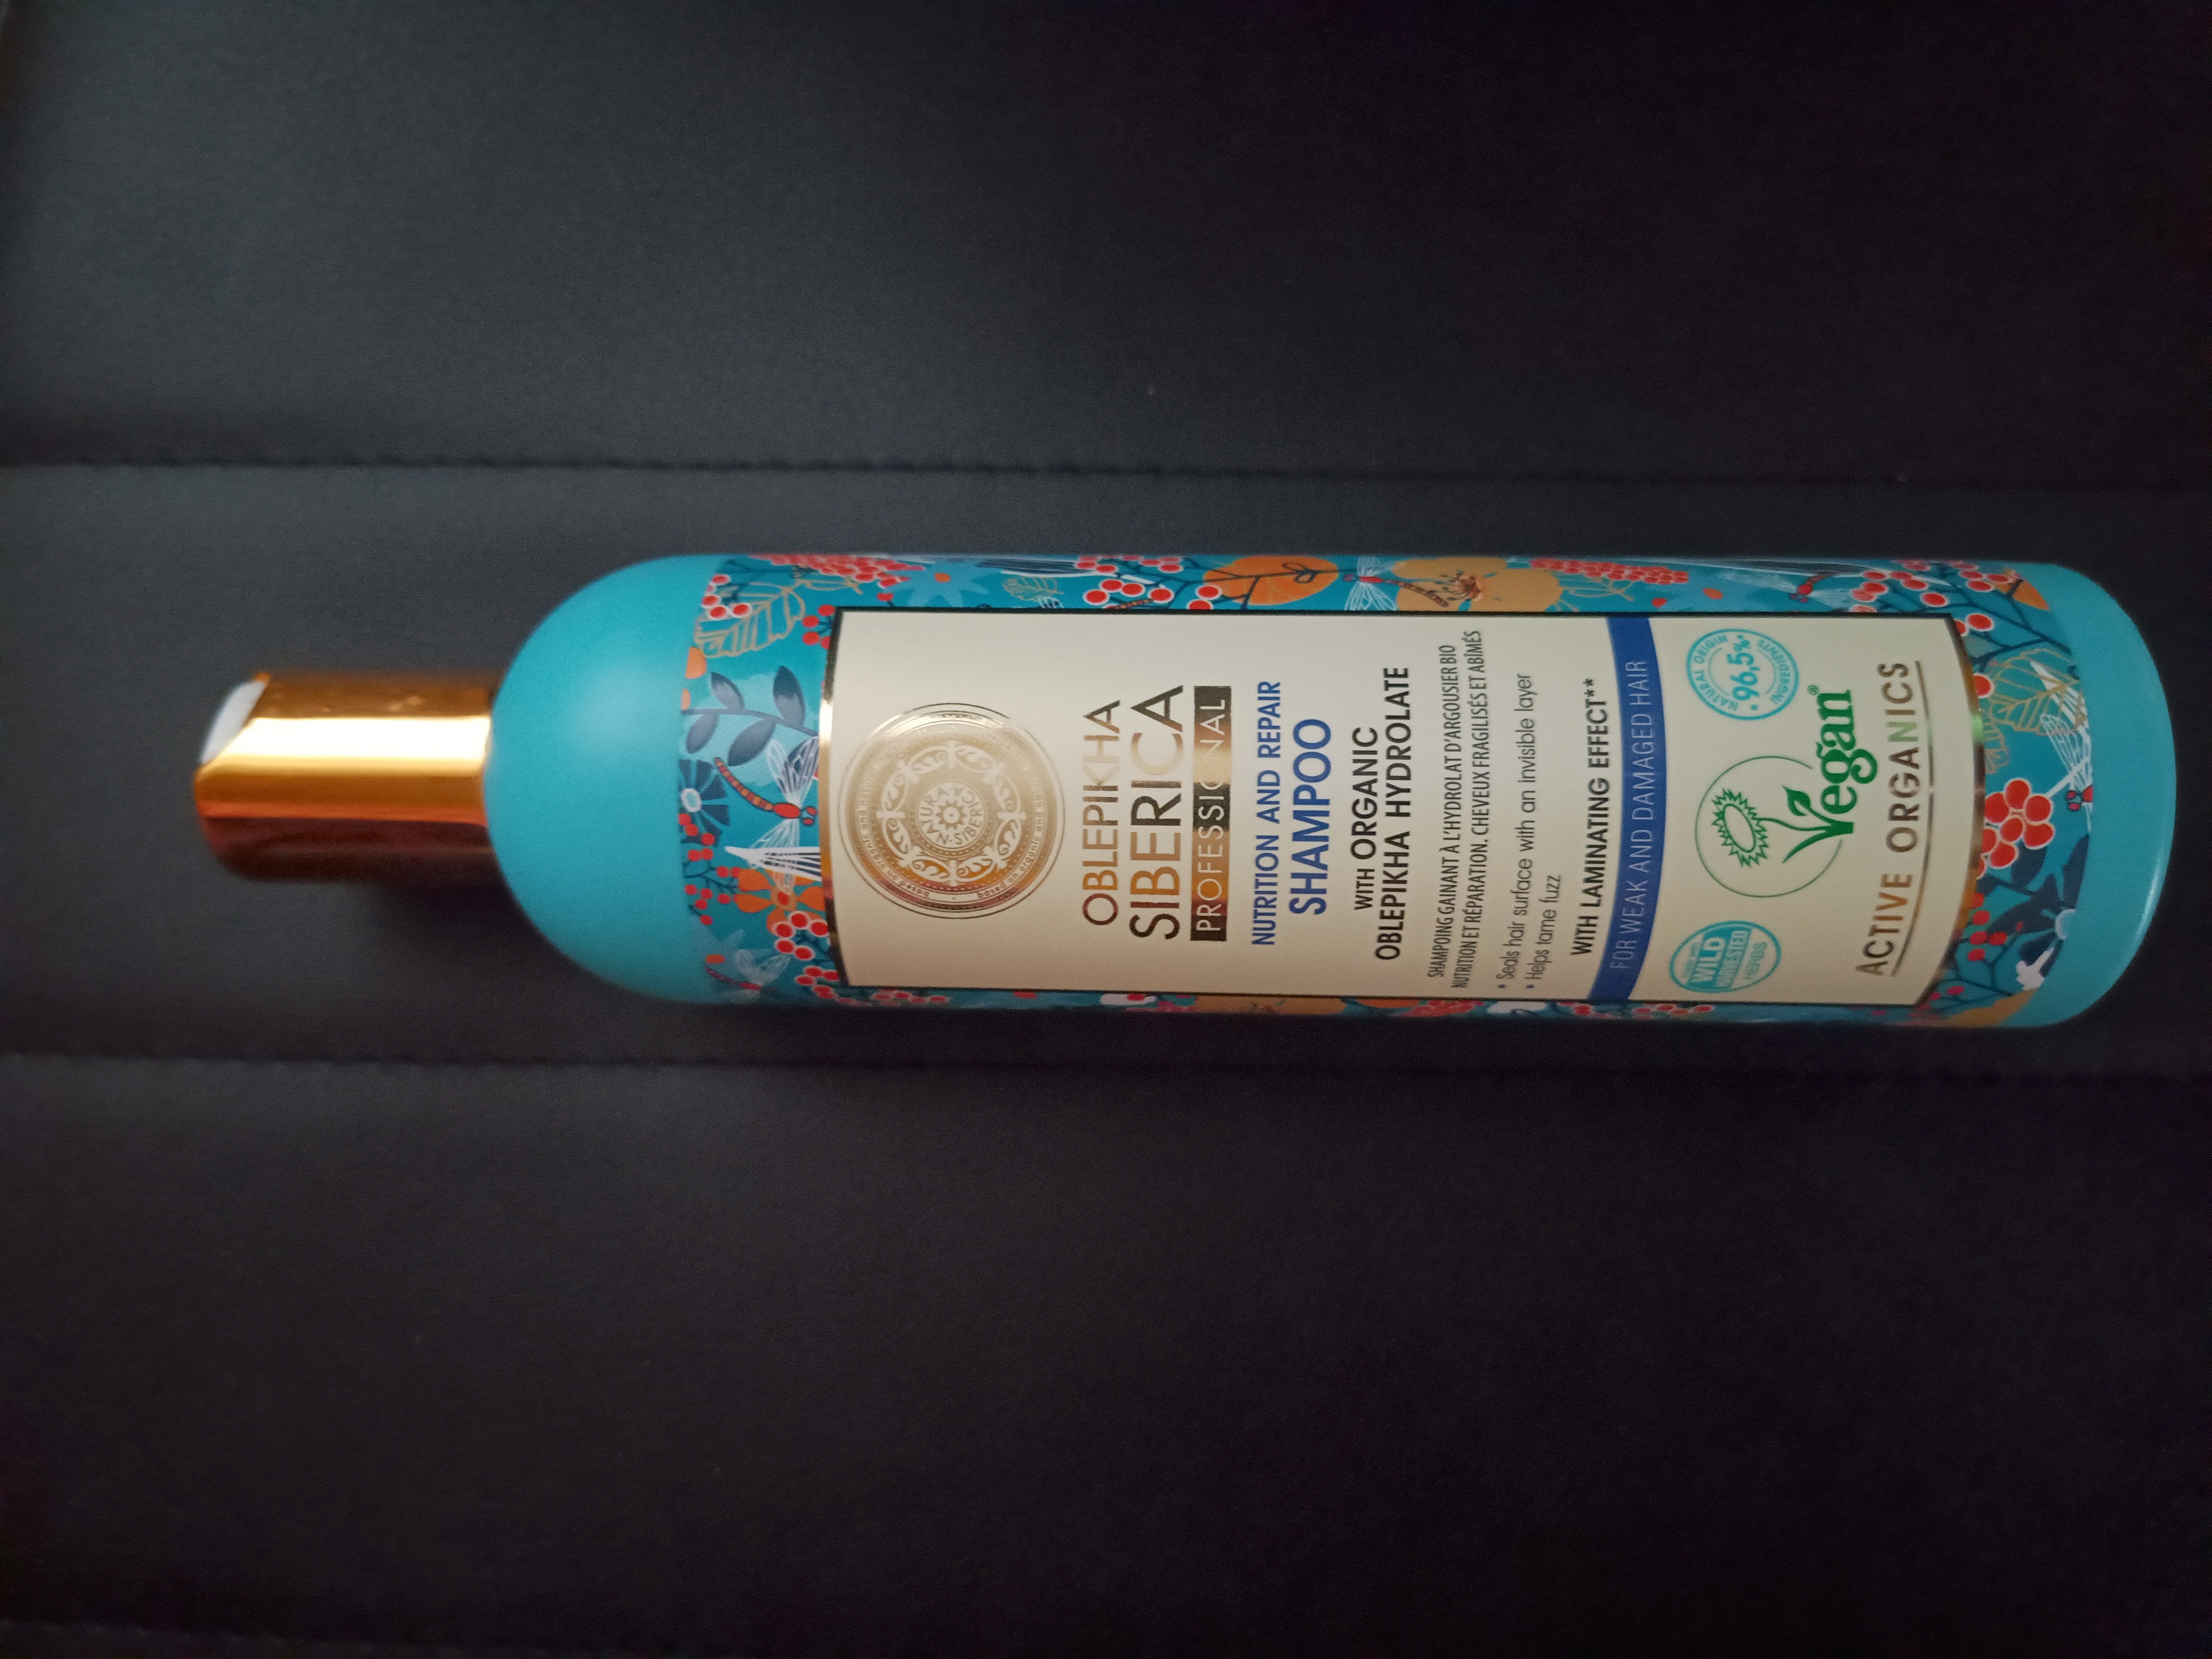 NATURA
SIBERICA
OBLEPIKHA
SIBERICA
PROFESSIONAL
NUTRITION AND REPAIR
SHAMPOO
WITH ORGANIC
OBLEPIKHA HYDROLATE
SHAMPOING GAINANT À L'HYDROLAT D'ARGOUSIER BIO
NUTRITION ET RÉPARATION. CHEVEUX FRAGILISÉS ET ABÎMÉS
• Seals hair surface with an invisible layer
• Helps tame fuzz
WITH LAMINATING EFFECT**
FOR WEAK AND DAMAGED HAIR
WILD
HARVESTED
HERBS
Vegan®
NATURAL ORIGIN
96,5%*
INGREDIENTS
ACTIVE ORGANICS